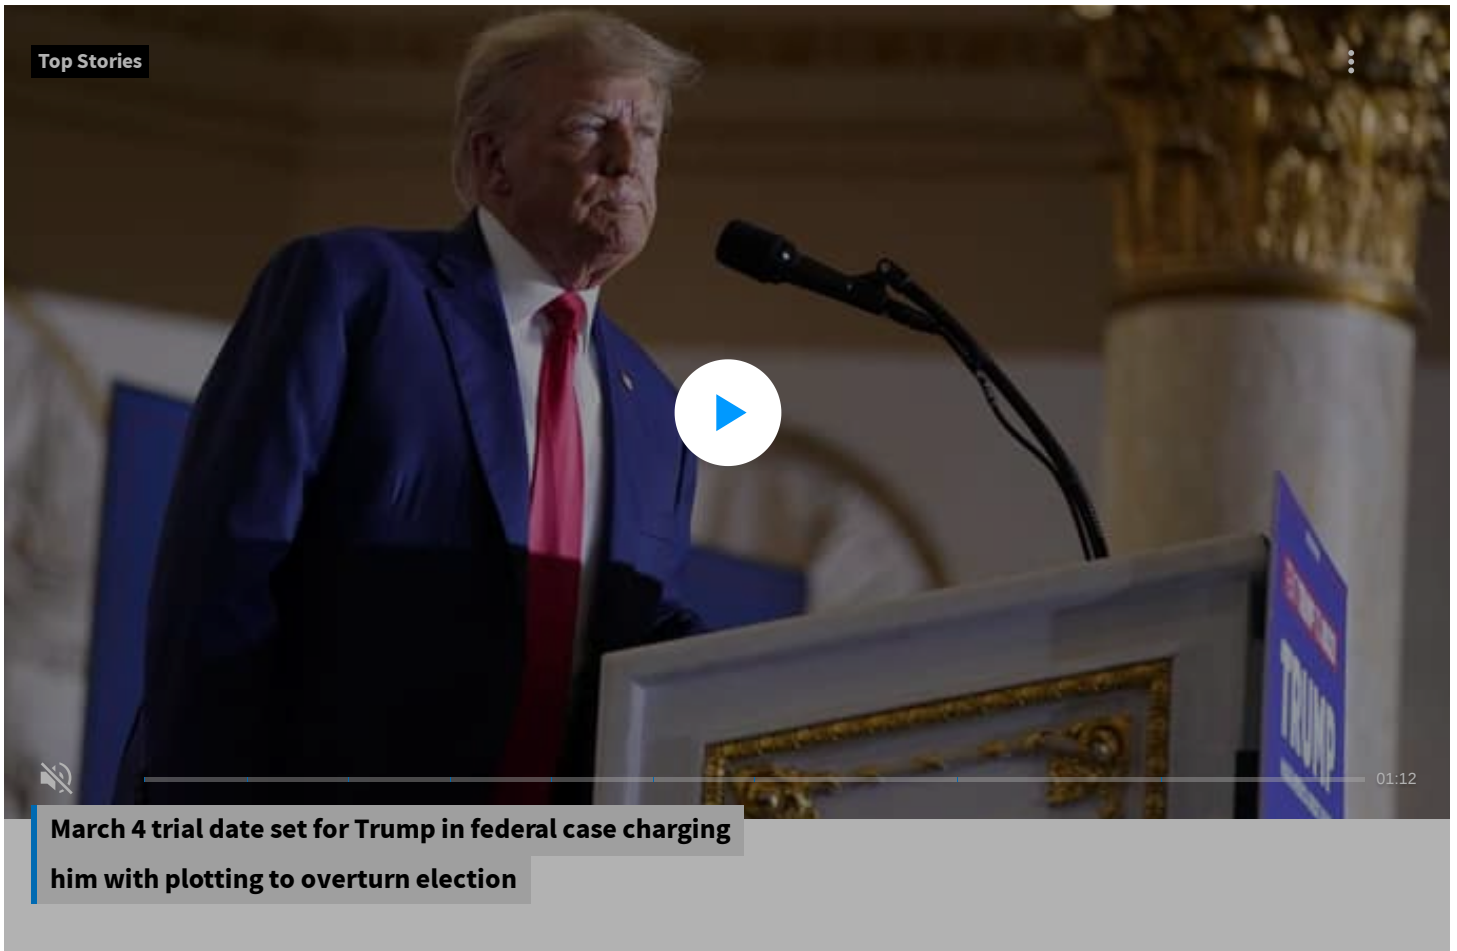 Top Stories
TRUMP
01:12
March 4 trial date set for Trump in federal case charging
him with plotting to overturn election